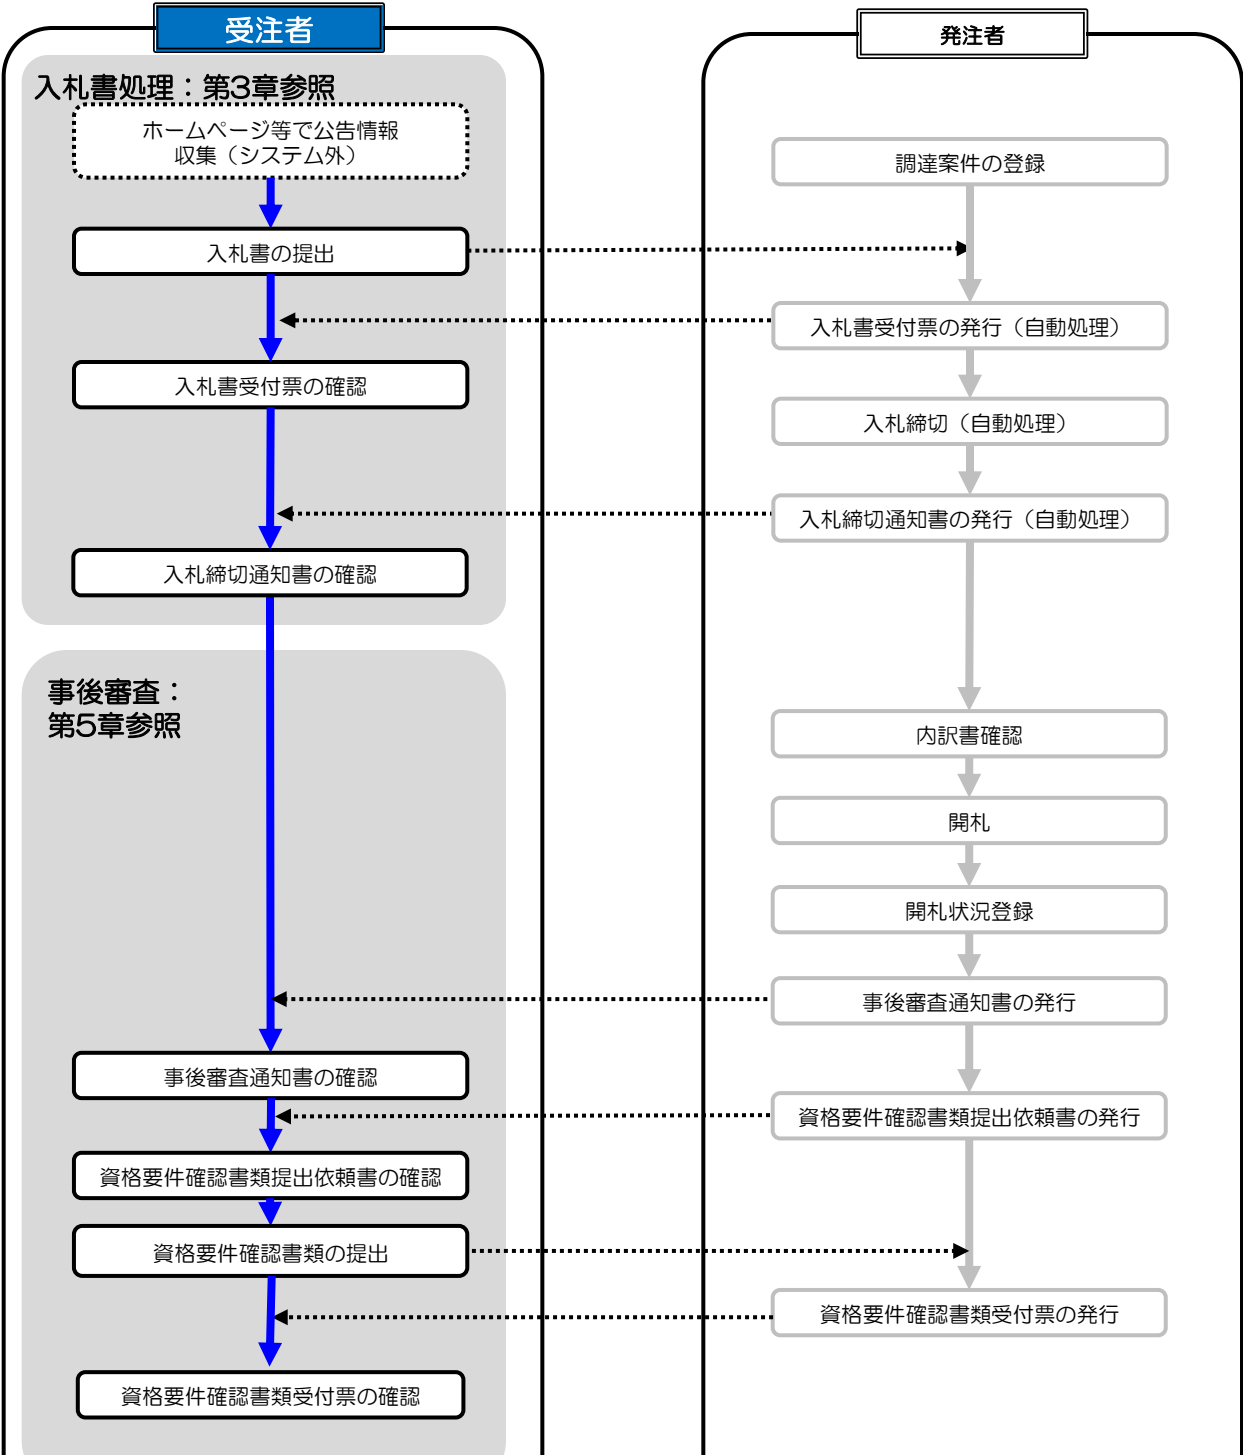 受注者
入札書処理：第3章参照
ホームページ等で公告情報
収集（システム外）
入札書の提出
入札書受付票の確認
入札締切通知書の確認
事後審査：
第5章参照
事後審査通知書の確認
資格要件確認書類提出依頼書の確認
資格要件確認書類の提出
資格要件確認書類受付票の確認
発注者
調達案件の登録
入札書受付票の発行（自動処理）
入札締切（自動処理）
入札締切通知書の発行（自動処理）
内訳書確認
開札
開札状況登録
事後審査通知書の発行
資格要件確認書類提出依頼書の発行
資格要件確認書類受付票の発行